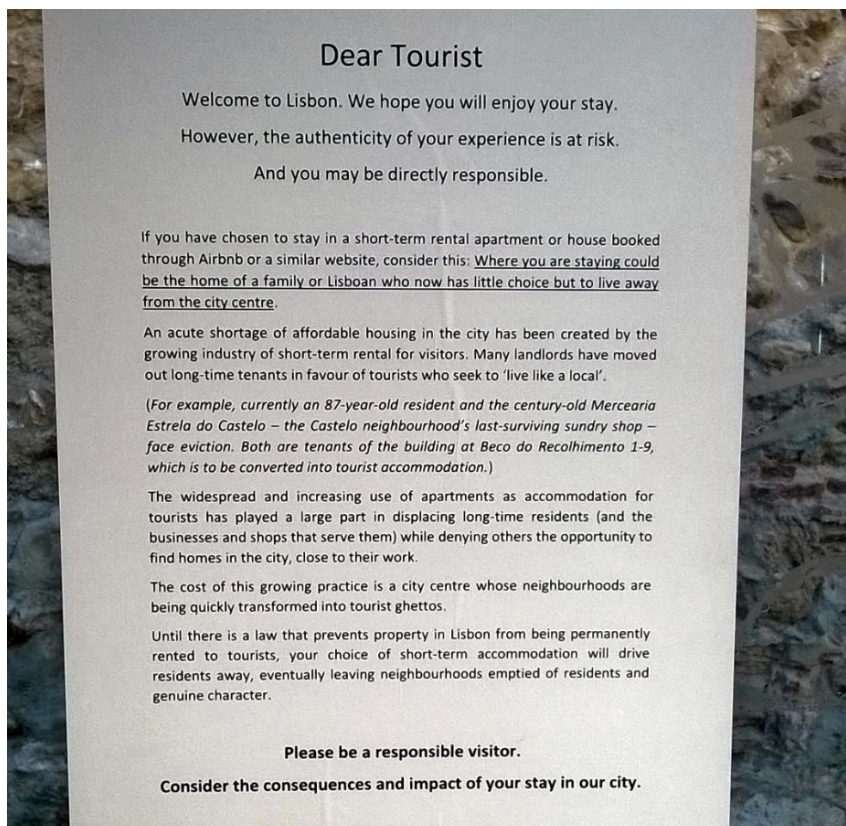 Dear Tourist
Welcome to Lisbon. We hope you will enjoy your stay.
However, the authenticity of your experience is at risk.
And you may be directly responsible.
If you have chosen to stay in a short-term rental apartment or house booked
through Airbnb or a similar website, consider this: Where you are staying could
be the home of a family or Lisboan who now has little choice but to live away
from the city centre.
An acute shortage of affordable housing in the city has been created by the
growing industry of short-term rental for visitors. Many landlords have moved
out long-time tenants in favour of tourists who seek to ‘live like a local’.
(For example, currently an 87-year-old resident and the century-old Mercearia
Estrela do Castelo – the Castelo neighbourhood’s last-surviving sundry shop –
face eviction. Both are tenants of the building at Beco do Recolhimento 1-9,
which is to be converted into tourist accommodation.)
The widespread and increasing use of apartments as accommodation for
tourists has played a large part in displacing long-time residents (and the
businesses and shops that serve them) while denying others the opportunity to
find homes in the city, close to their work.
The cost of this growing practice is a city centre whose neighbourhoods are
being quickly transformed into tourist ghettos.
Until there is a law that prevents property in Lisbon from being permanently
rented to tourists, your choice of short-term accommodation will drive
residents away, eventually leaving neighbourhoods emptied of residents and
genuine character.
Please be a responsible visitor.
Consider the consequences and impact of your stay in our city.